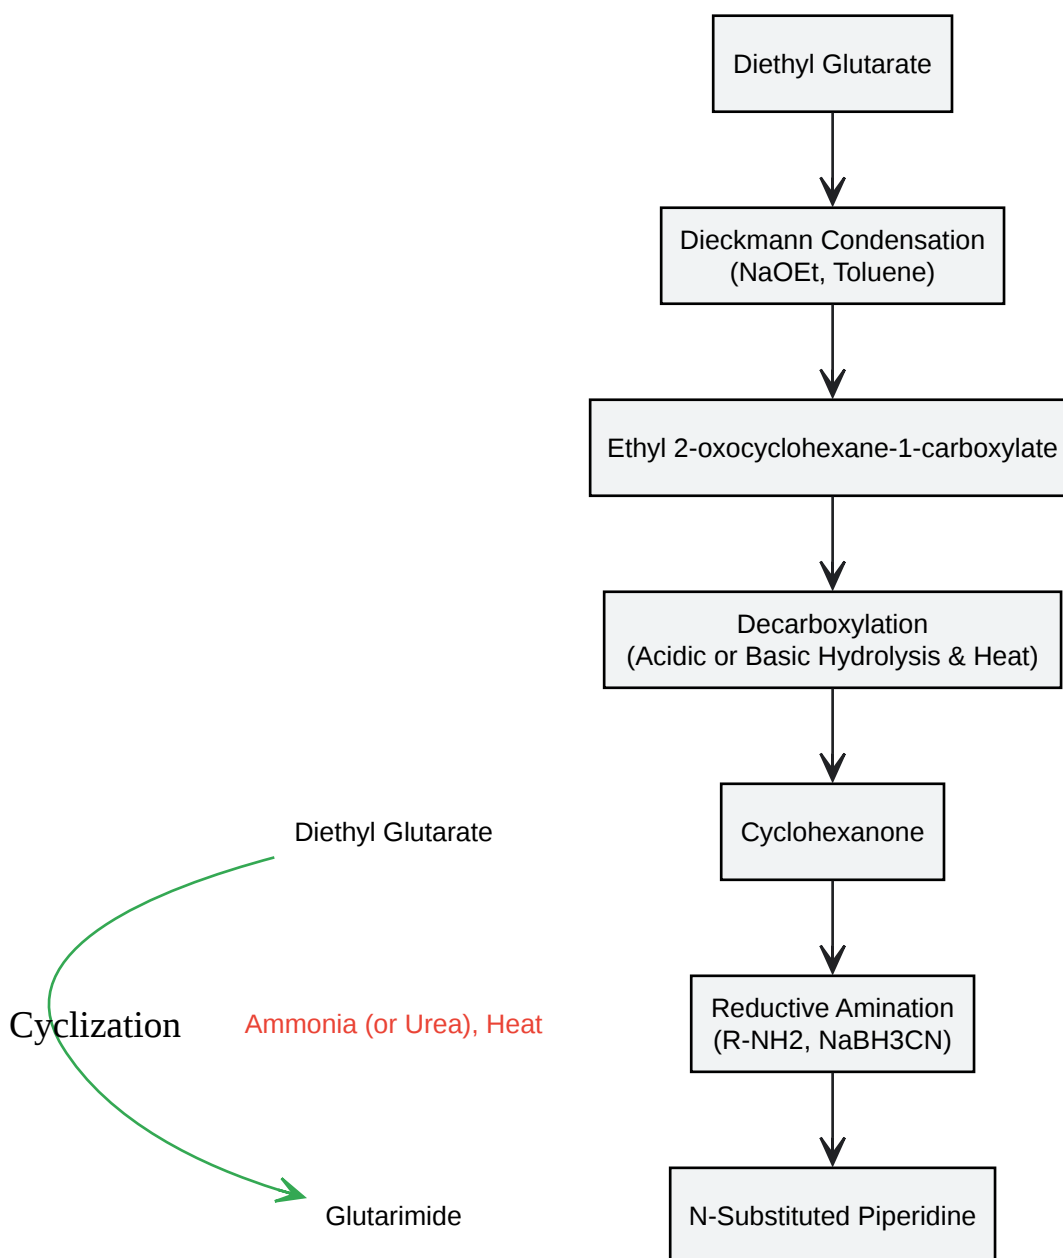 Diethyl Glutarate
Dieckmann Condensation
(NaOEt, Toluene)
Ethyl 2-oxocyclohexane-1-carboxylate
Decarboxylation
(Acidic or Basic Hydrolysis & Heat)
Diethyl Glutarate
Cyclohexanone
Cyclization
Ammonia (or Urea), Heat
Reductive Amination
(R-NH2, NaBH3CN)
Glutarimide
N-Substituted Piperidine